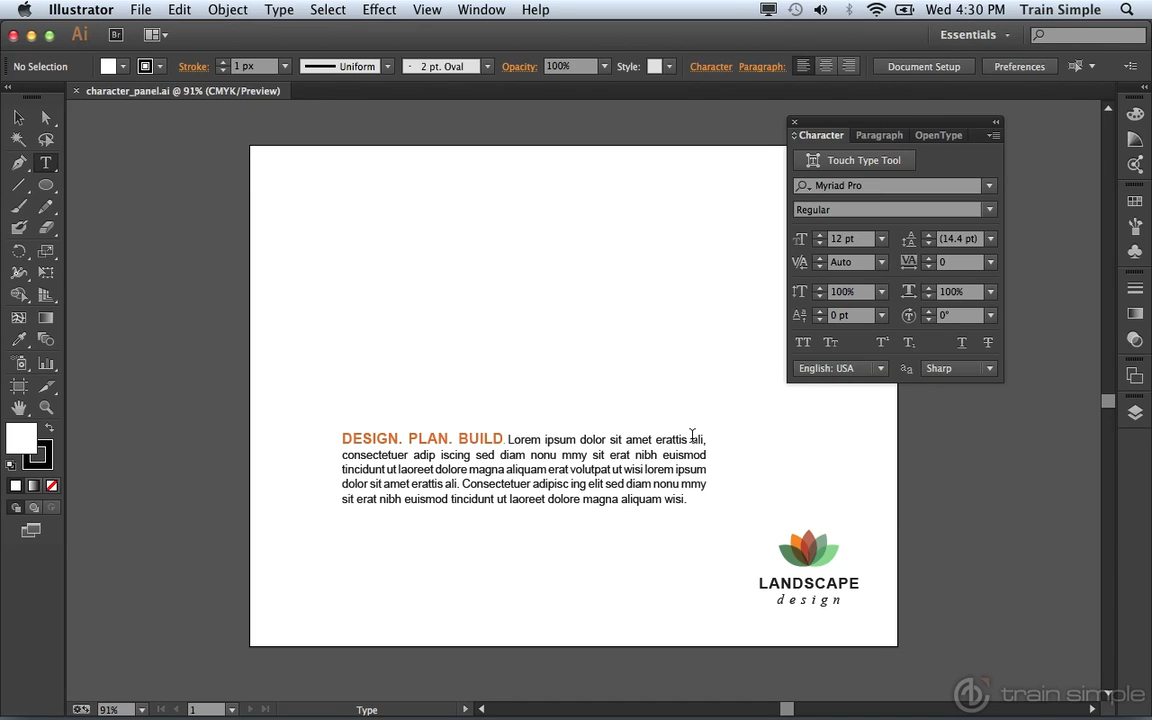 Illustrator File Edit Object Type Select Effect View Window Help Wed 4:30 PM Train Simple
Ai Br Essentials
No Selection Stroke: 1 px Uniform 2 pt. Oval Opacity: 100% Style: Character Paragraph: Document Setup Preferences
character_panel.ai @ 91% (CMYK/Preview)
Character Paragraph OpenType
Touch Type Tool
Myriad Pro
Regular
12 pt (14.4 pt)
Auto 0
100% 100%
0 pt 0°
English: USA Sharp
DESIGN. PLAN. BUILD. Lorem ipsum dolor sit amet erattis ali,
consectetuer adip iscing sed diam nonu mmy sit erat nibh euismod
tincidunt ut laoreet dolore magna aliquam erat volutpat ut wisi lorem ipsum
dolor sit amet erattis ali. Consectetuer adipisc ing elit sed diam nonu mmy
sit erat nibh euismod tincidunt ut laoreet dolore magna aliquam wisi.
LANDSCAPE
design
train simple
91% 1 Type